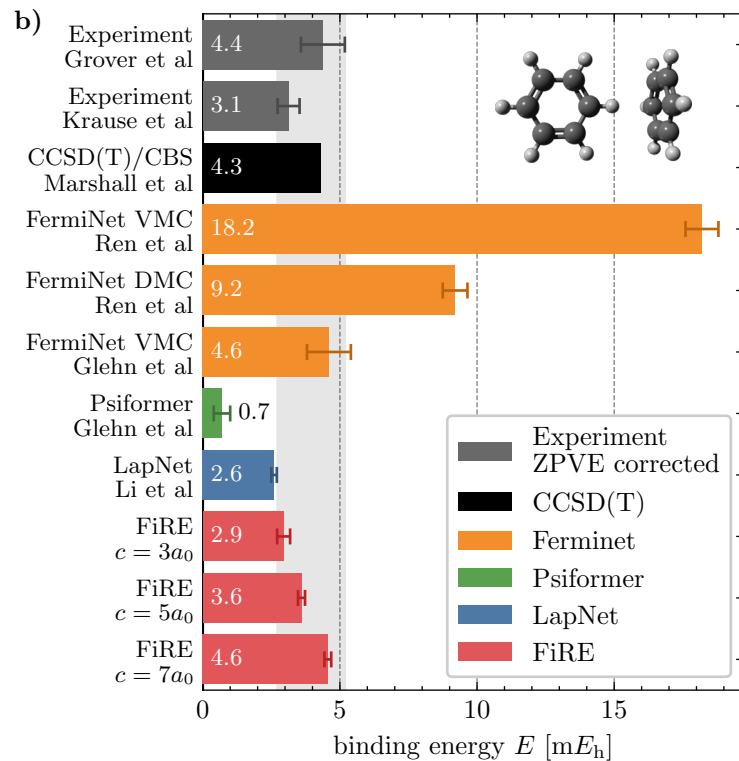 b)
Experiment
Grover et al
4.4
Experiment
Krause et al
3.1
CCSD(T)/CBS
Marshall et al
4.3
FermiNet VMC
Ren et al
18.2
FermiNet DMC
Ren et al
9.2
FermiNet VMC
Glehn et al
4.6
Psiformer
Glehn et al
0.7
LapNet
Li et al
2.6
FiRE
c = 3a₀
2.9
FiRE
c = 5a₀
3.6
FiRE
c = 7a₀
4.6
Experiment
ZPVE corrected
CCSD(T)
Ferminet
Psiformer
LapNet
FiRE
0 5 10 15
binding energy E [mEₕ]